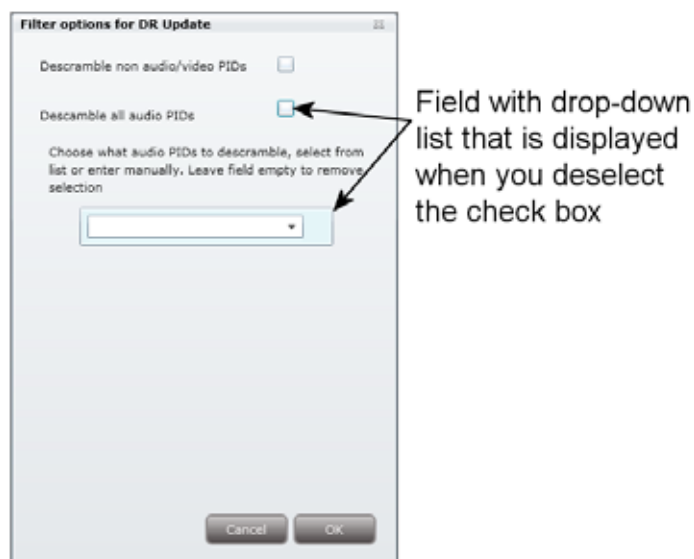 Filter options for DR Update
Descramble non audio/video PIDs
Descamble all audio PIDs
Choose what audio PIDs to descramble, select from
list or enter manually. Leave field empty to remove
selection
Cancel
OK
Field with drop-down
list that is displayed
when you deselect
the check box